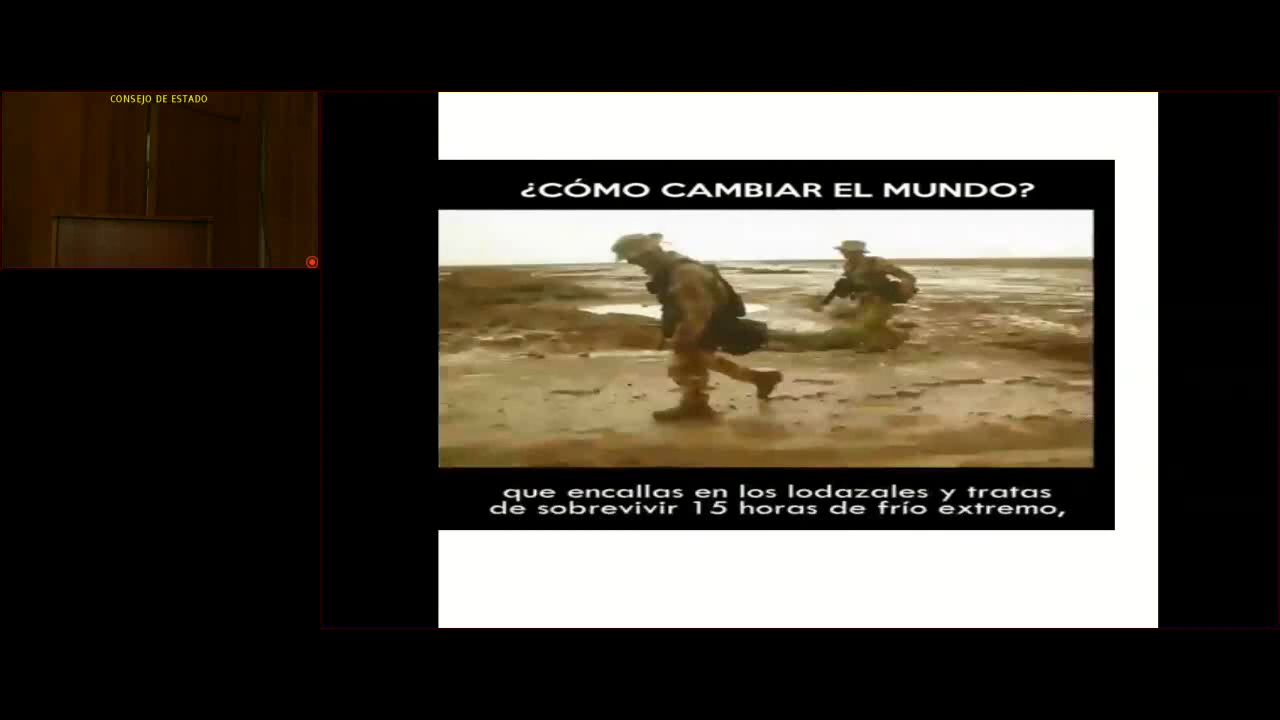 CONSEJO DE ESTADO
¿CÓMO CAMBIAR EL MUNDO?
que encallas en los lodazales y tratas
de sobrevivir 15 horas de frío extremo,